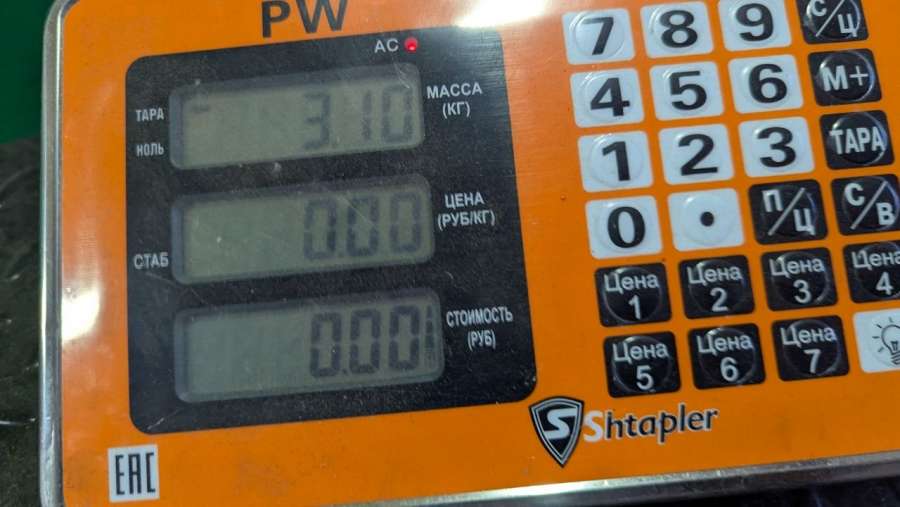 PW
AC
ТАРА
НОЛЬ
- 3.10
МАССА
(КГ)
0.00
ЦЕНА
(РУБ/КГ)
СТАБ
0.00
СТОИМОСТЬ
(РУБ)
7 8 9 С/Ц
4 5 6 М+
1 2 3 ТАРА
0 . П/Ц С/В
Цена 1
Цена 2
Цена 3
Цена 4
Цена 5
Цена 6
Цена 7
S Shtapler
EAC